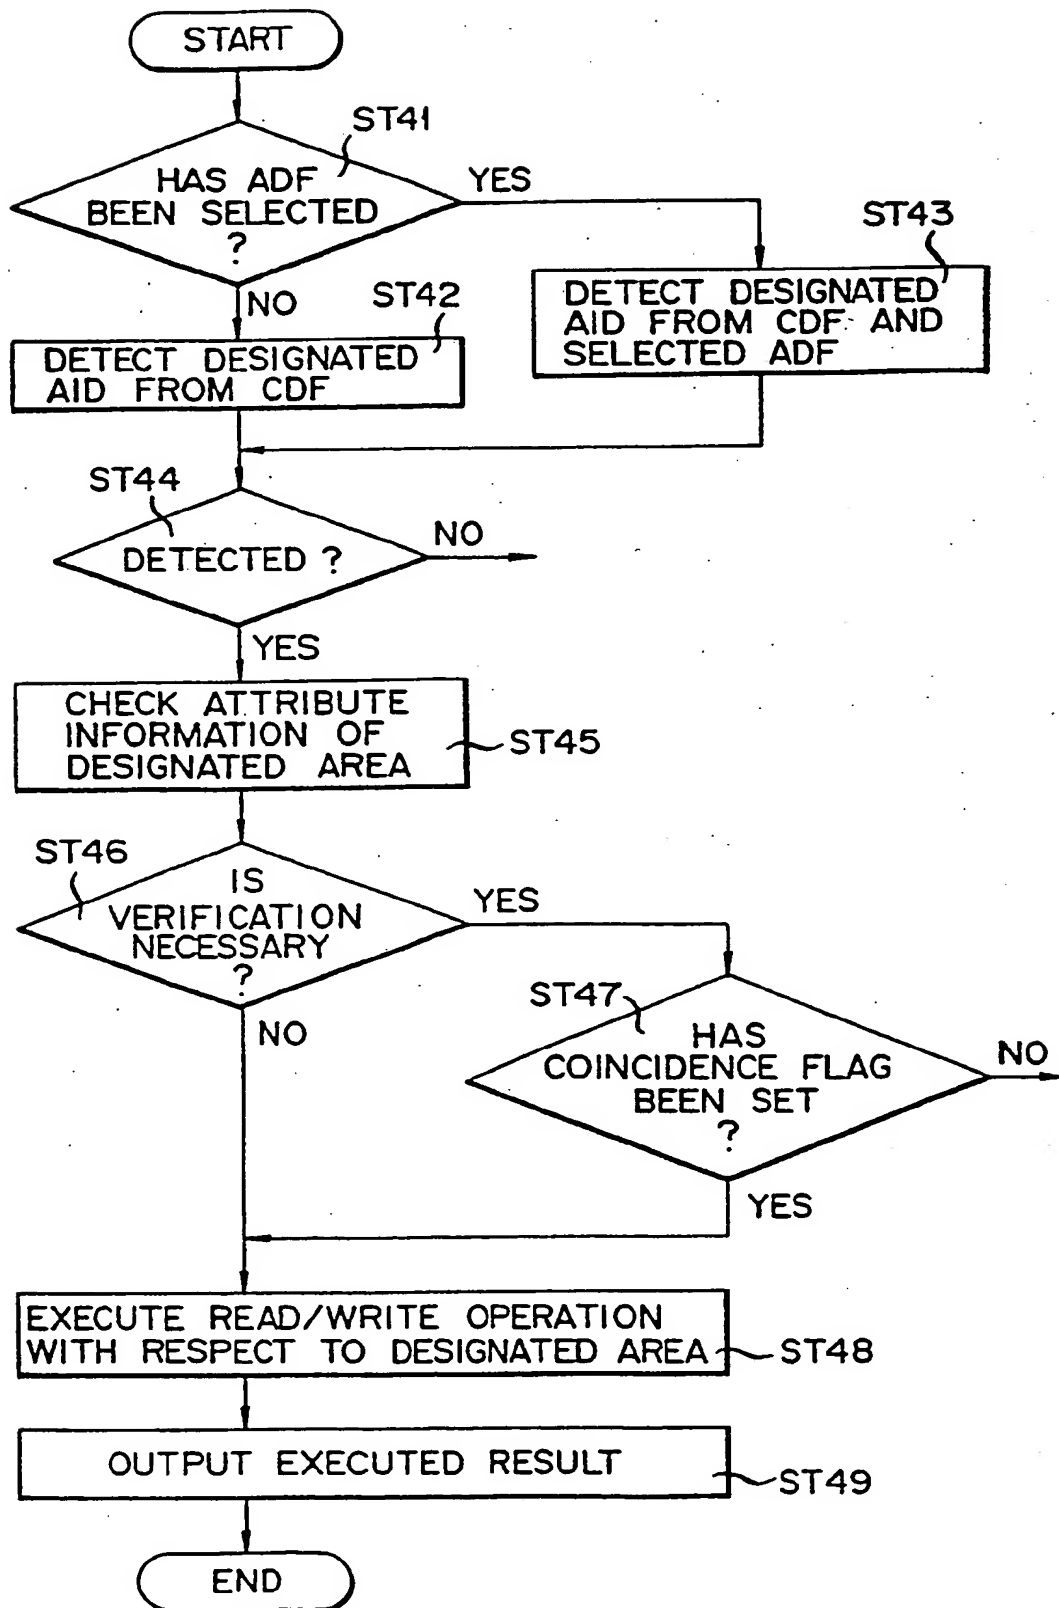 START
ST41
HAS ADF
BEEN SELECTED
?
YES
NO
ST42
DETECT DESIGNATED
AID FROM CDF
ST43
DETECT DESIGNATED
AID FROM CDF AND
SELECTED ADF
ST44
DETECTED ?
NO
YES
CHECK ATTRIBUTE
INFORMATION OF
DESIGNATED AREA
ST45
ST46
IS
VERIFICATION
NECESSARY
?
YES
NO
ST47
HAS
COINCIDENCE FLAG
BEEN SET
?
NO
YES
EXECUTE READ/WRITE OPERATION
WITH RESPECT TO DESIGNATED AREA
ST48
OUTPUT EXECUTED RESULT
ST49
END